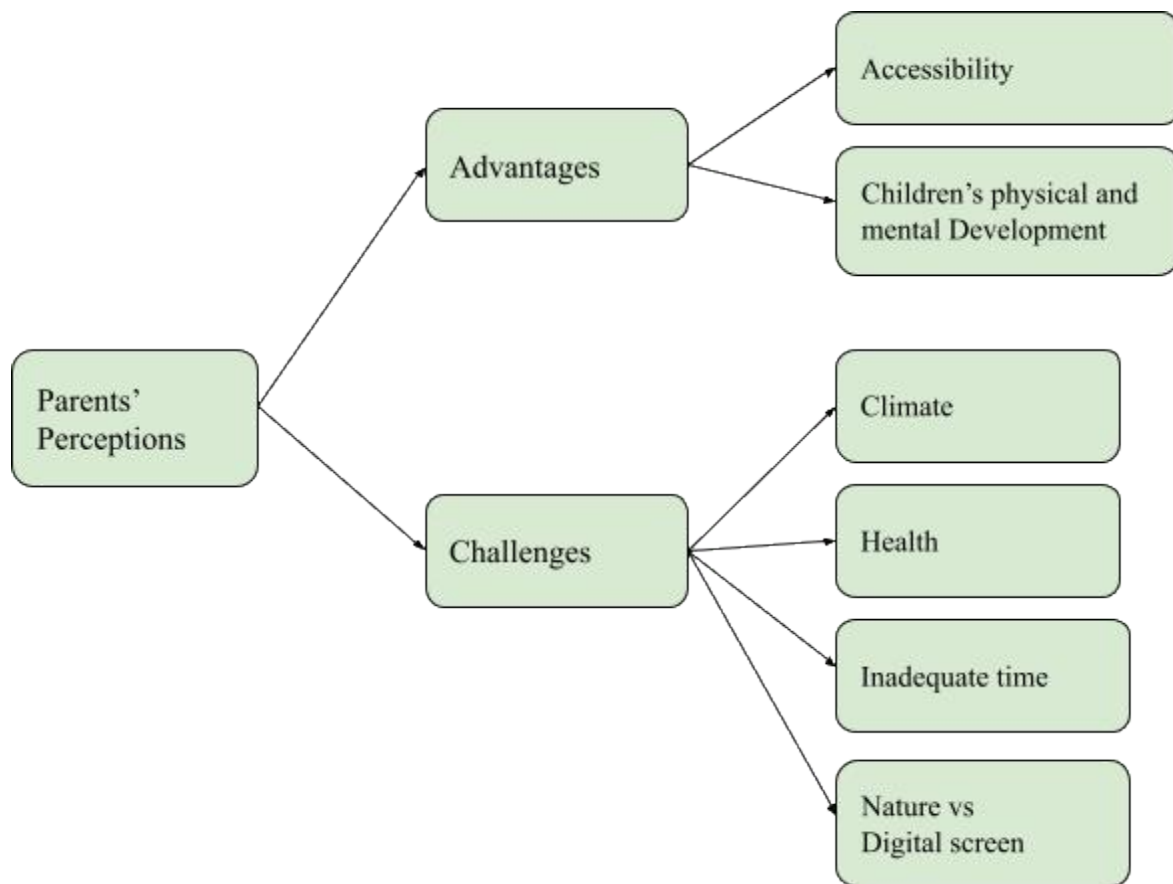 Accessibility
Advantages
Children’s physical and
mental Development
Parents’
Perceptions
Climate
Challenges
Health
Inadequate time
Nature vs
Digital screen